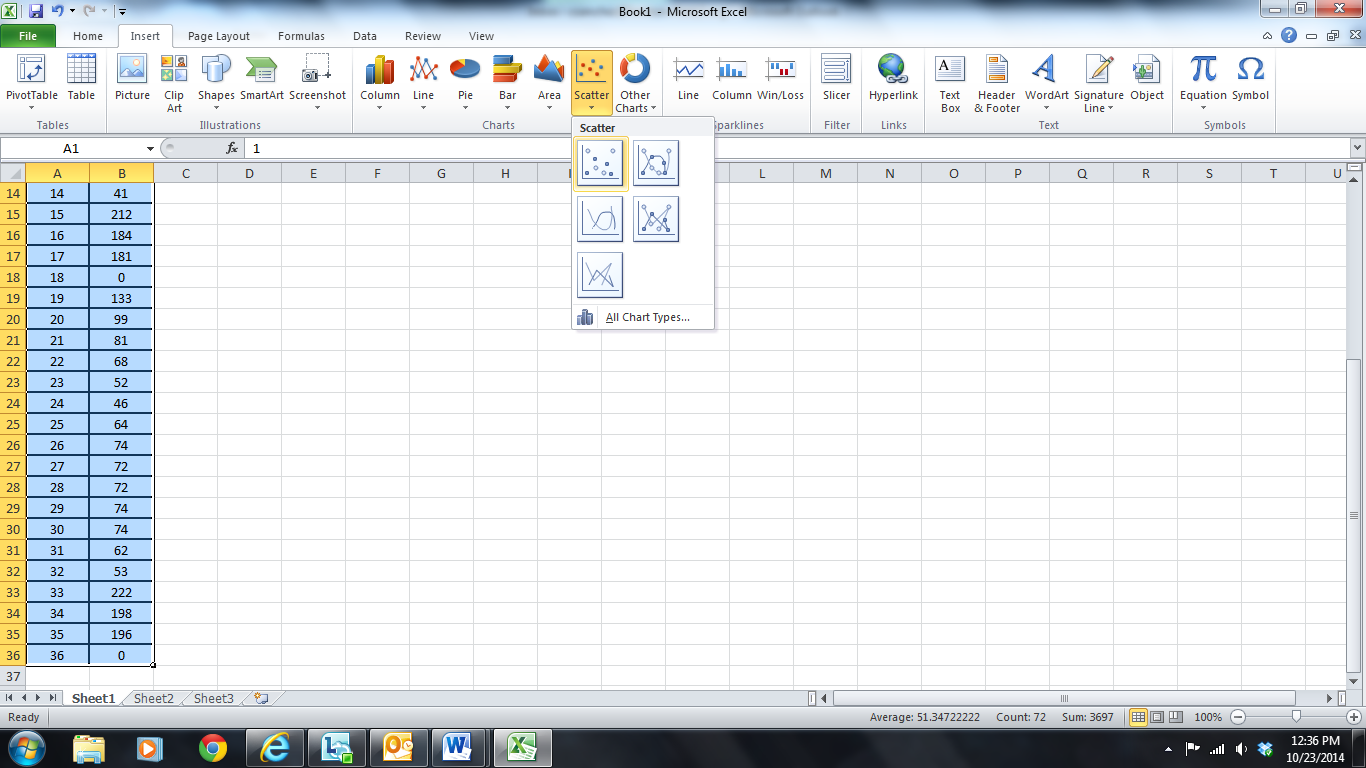 Book1 - Microsoft Excel
File Home Insert Page Layout Formulas Data Review View
PivotTable Table Picture Clip Art Shapes SmartArt Screenshot Column Line Pie Bar Area Scatter Other Charts Line Column Win/Loss Slicer Hyperlink Text Box Header & Footer WordArt Signature Line Object Equation Symbol
Tables Illustrations Charts Sparklines Filter Links Text Symbols
A1 fx 1
Scatter
All Chart Types...
A B C D E F G H L M N O P Q R S T U
14 14 41
15 15 212
16 16 184
17 17 181
18 18 0
19 19 133
20 20 99
21 21 81
22 22 68
23 23 52
24 24 46
25 25 64
26 26 74
27 27 72
28 28 72
29 29 74
30 30 74
31 31 62
32 32 53
33 33 222
34 34 198
35 35 196
36 36 0
37
Sheet1 Sheet2 Sheet3
Ready Average: 51.34722222 Count: 72 Sum: 3697 100%
12:36 PM
10/23/2014